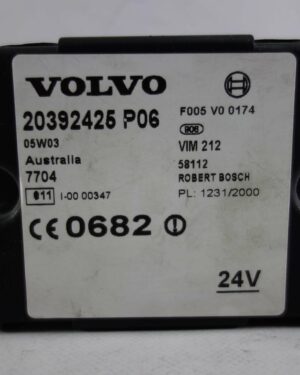 VOLVO
20392425 P06
F005 V0 0174
05W03
VIM 212
Australia
58112
7704
ROBERT BOSCH
e11 I-00 00347
PL: 1231/2000
CE 0682
24V